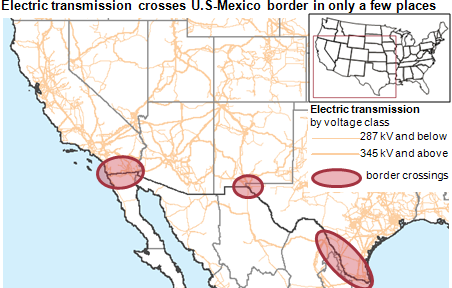 Electric transmission crosses U.S-Mexico border in only a few places
Electric transmission
by voltage class
287 kV and below
345 kV and above
border crossings